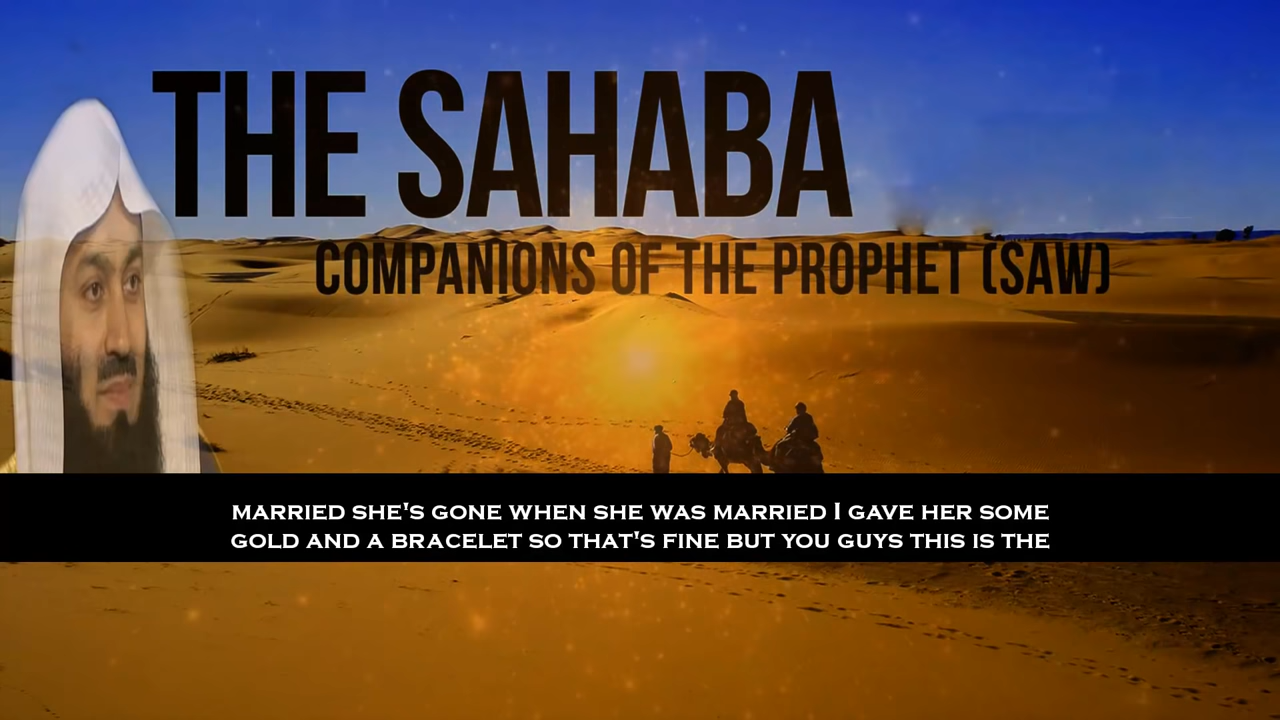 THE SAHABA
COMPANIONS OF THE PROPHET (SAW)
MARRIED SHE'S GONE WHEN SHE WAS MARRIED I GAVE HER SOME
GOLD AND A BRACELET SO THAT'S FINE BUT YOU GUYS THIS IS THE